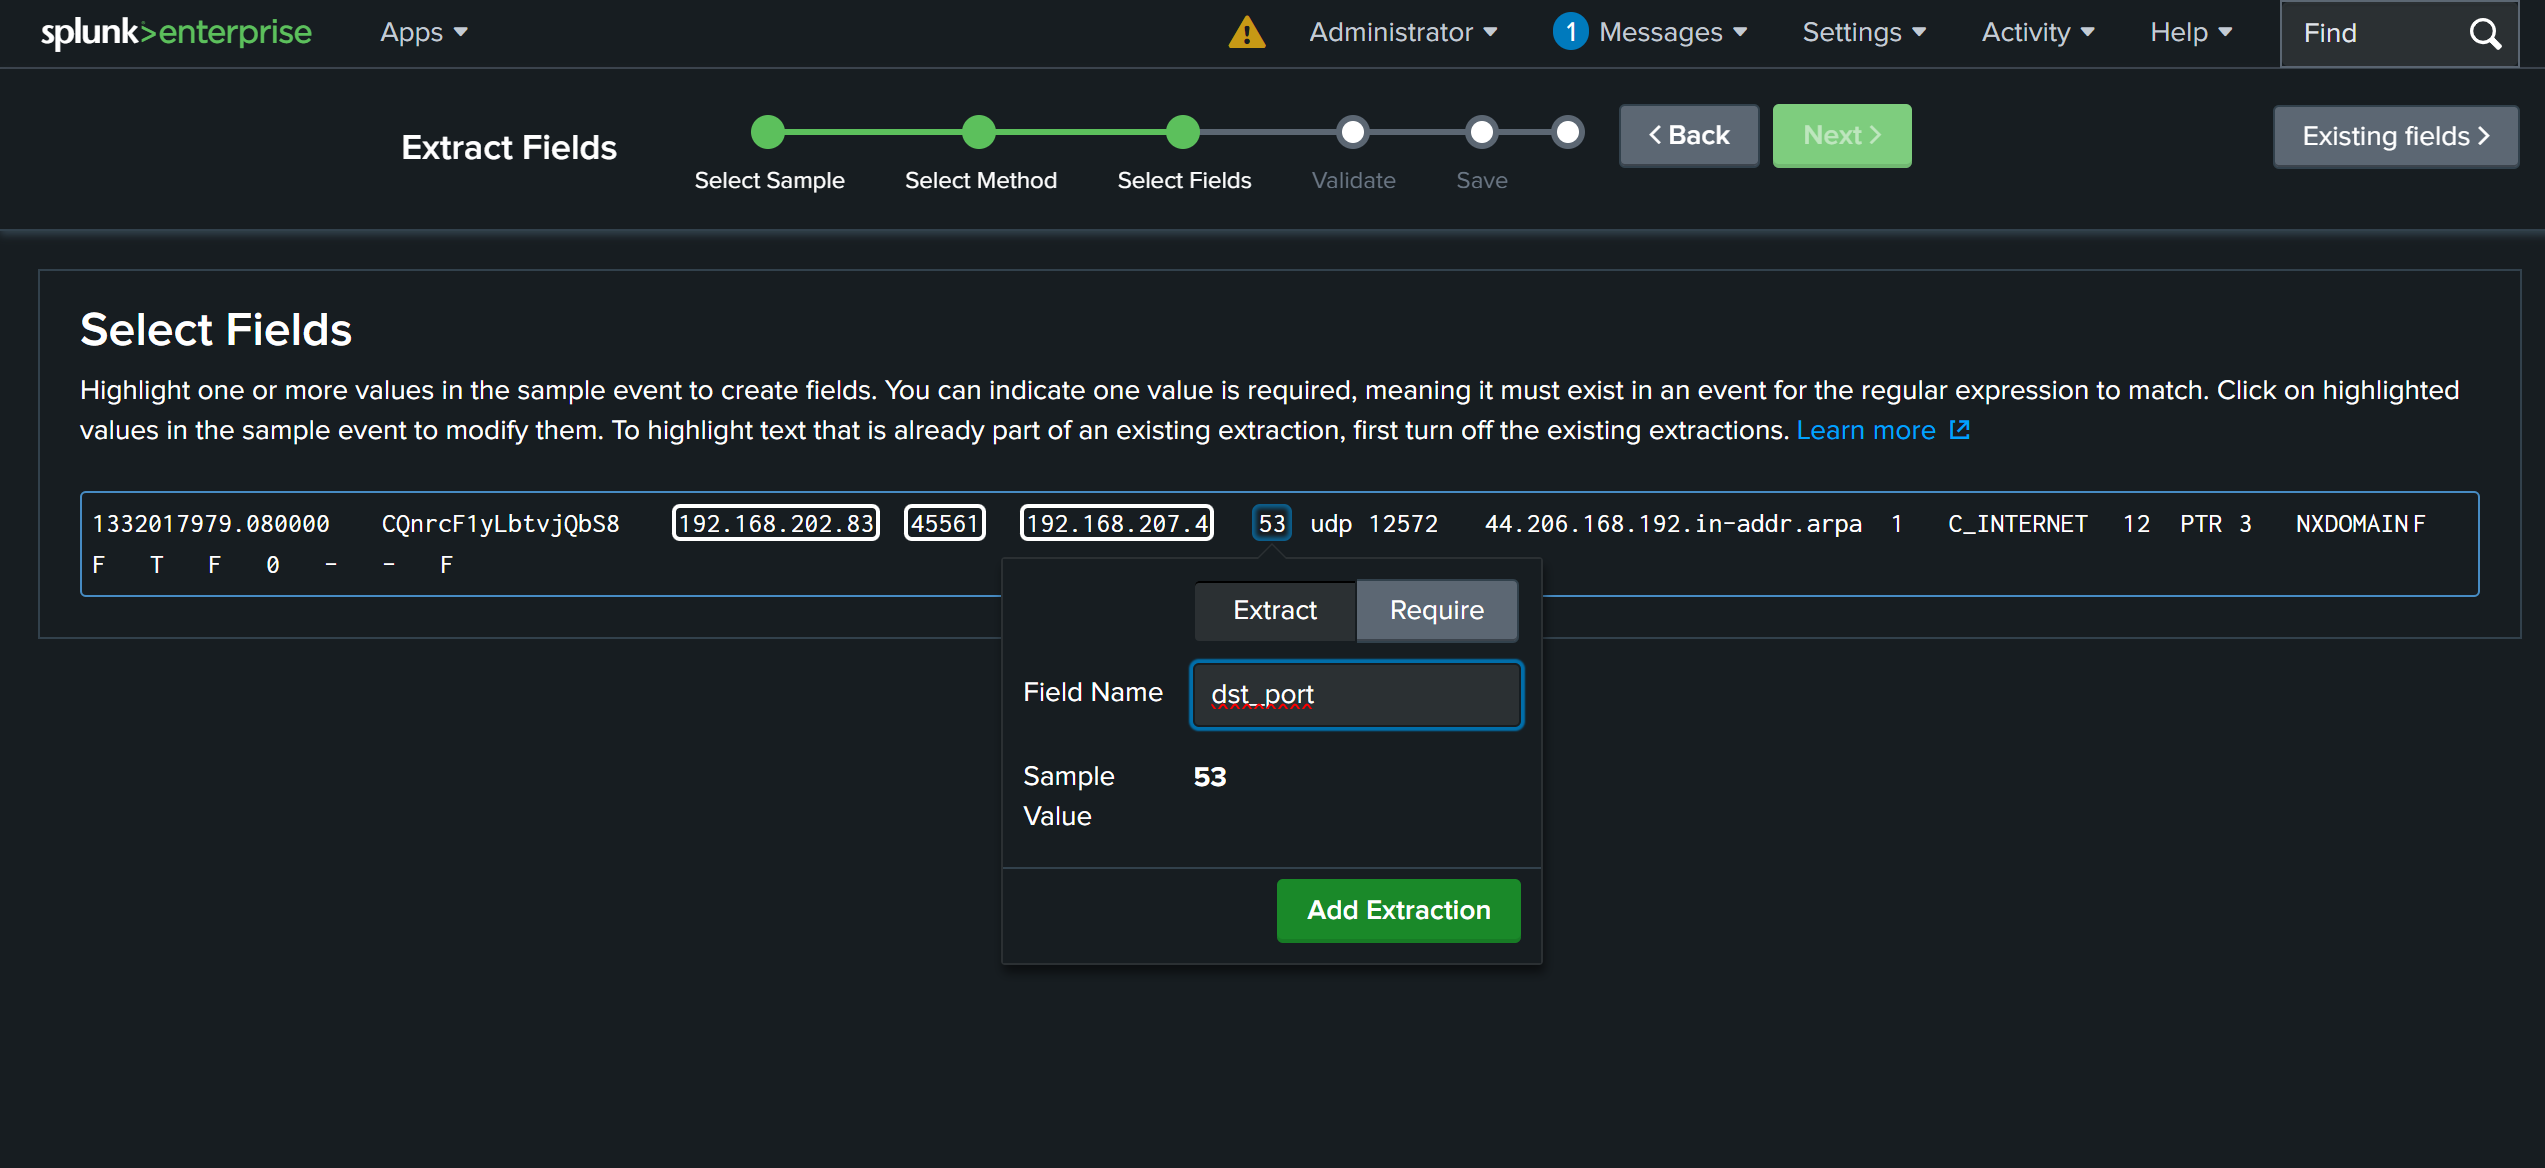 splunk>enterprise Apps Administrator 1 Messages Settings Activity Help Find
Extract Fields
Select Sample Select Method Select Fields Validate Save
< Back Next > Existing fields >
Select Fields
Highlight one or more values in the sample event to create fields. You can indicate one value is required, meaning it must exist in an event for the regular expression to match. Click on highlighted
values in the sample event to modify them. To highlight text that is already part of an existing extraction, first turn off the existing extractions. Learn more
1332017979.080000 CQnrcF1yLbtvjQbS8 192.168.202.83 45561 192.168.207.4 53 udp 12572 44.206.168.192.in-addr.arpa 1 C_INTERNET 12 PTR 3 NXDOMAIN F
F T F 0 - - F
Extract Require
Field Name dst_port
Sample
Value
53
Add Extraction